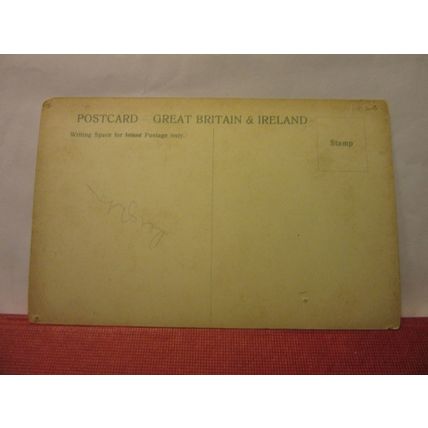 POSTCARD GREAT BRITAIN & IRELAND
Writing Space for Inland Postage only.
Stamp